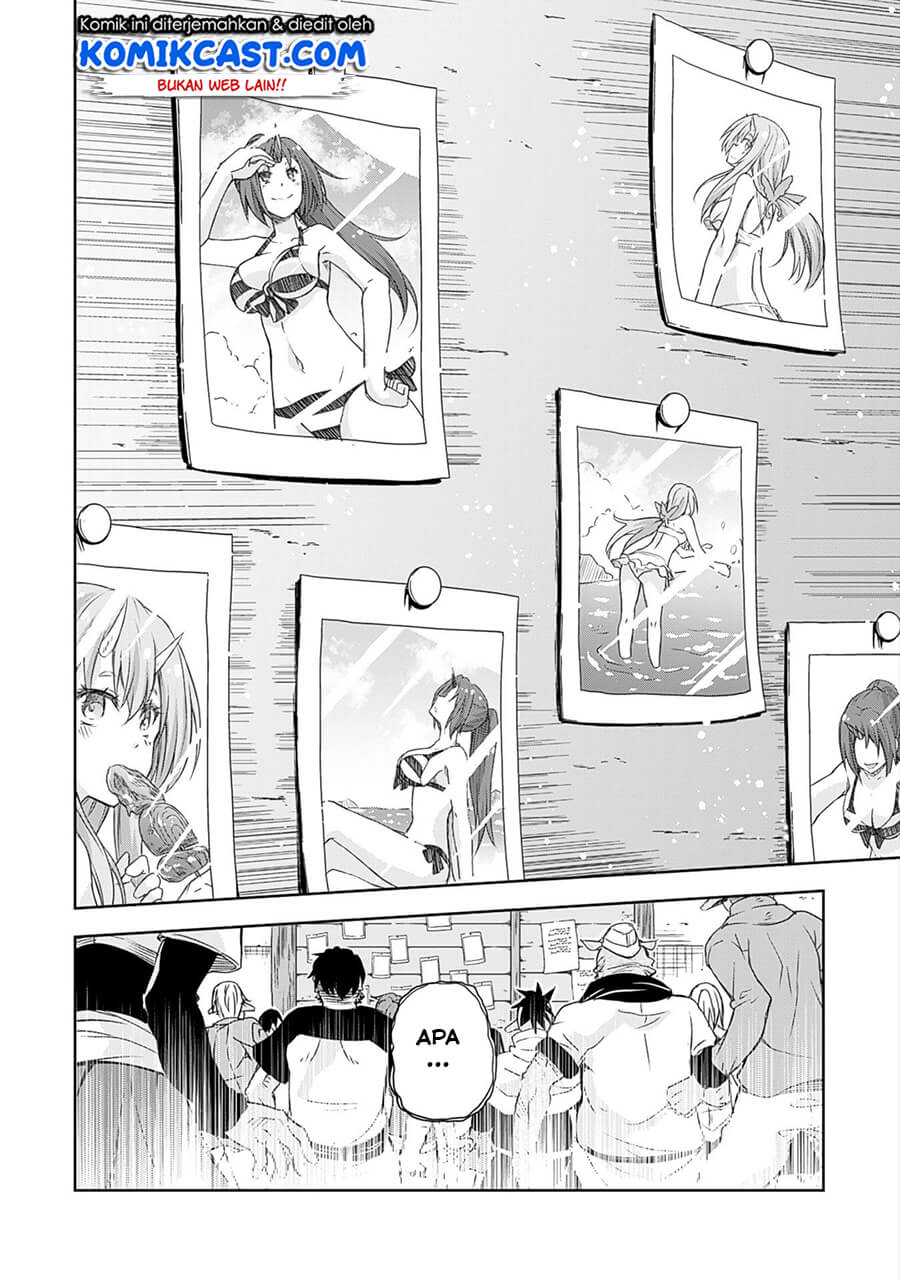 Komik ini diterjemahkan & diedit oleh
KOMIKCAST.COM
BUKAN WEB LAIN!!
APA
...